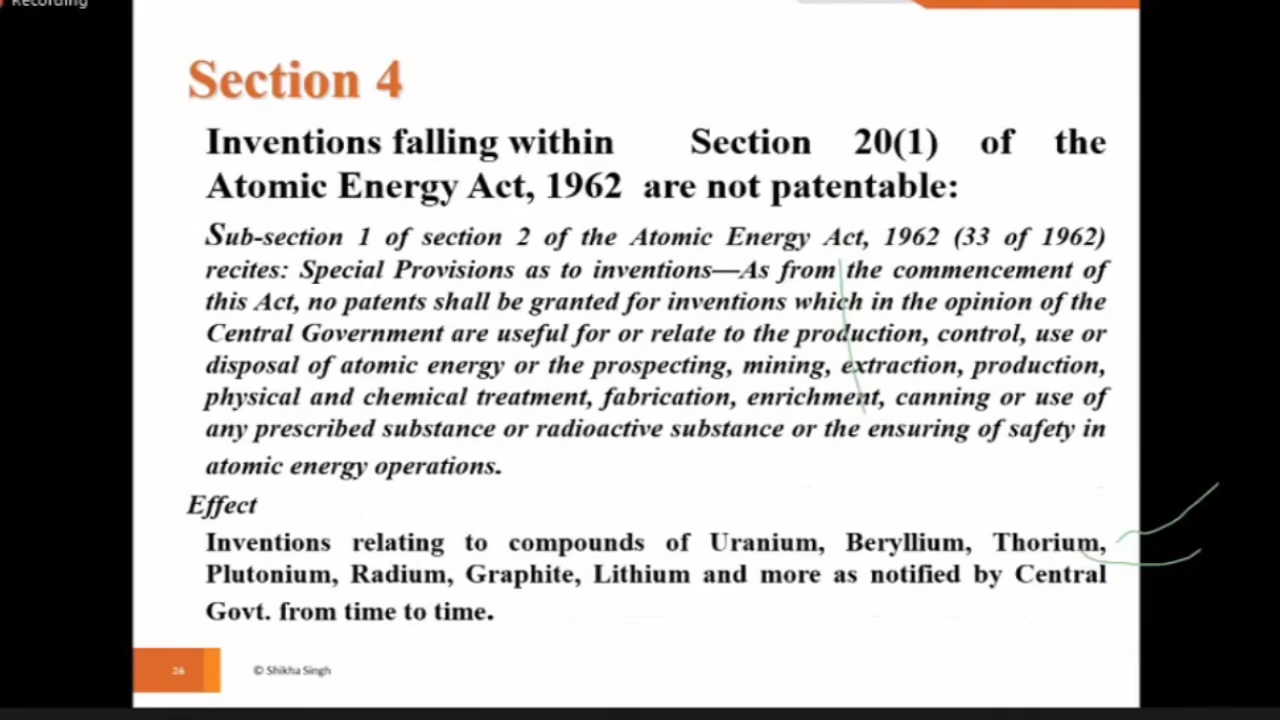 Recording
Section 4
Inventions falling within Section 20(1) of the
Atomic Energy Act, 1962 are not patentable:
Sub-section 1 of section 2 of the Atomic Energy Act, 1962 (33 of 1962)
recites: Special Provisions as to inventions—As from the commencement of
this Act, no patents shall be granted for inventions which in the opinion of the
Central Government are useful for or relate to the production, control, use or
disposal of atomic energy or the prospecting, mining, extraction, production,
physical and chemical treatment, fabrication, enrichment, canning or use of
any prescribed substance or radioactive substance or the ensuring of safety in
atomic energy operations.
Effect
Inventions relating to compounds of Uranium, Beryllium, Thorium,
Plutonium, Radium, Graphite, Lithium and more as notified by Central
Govt. from time to time.
26
© Shikha Singh